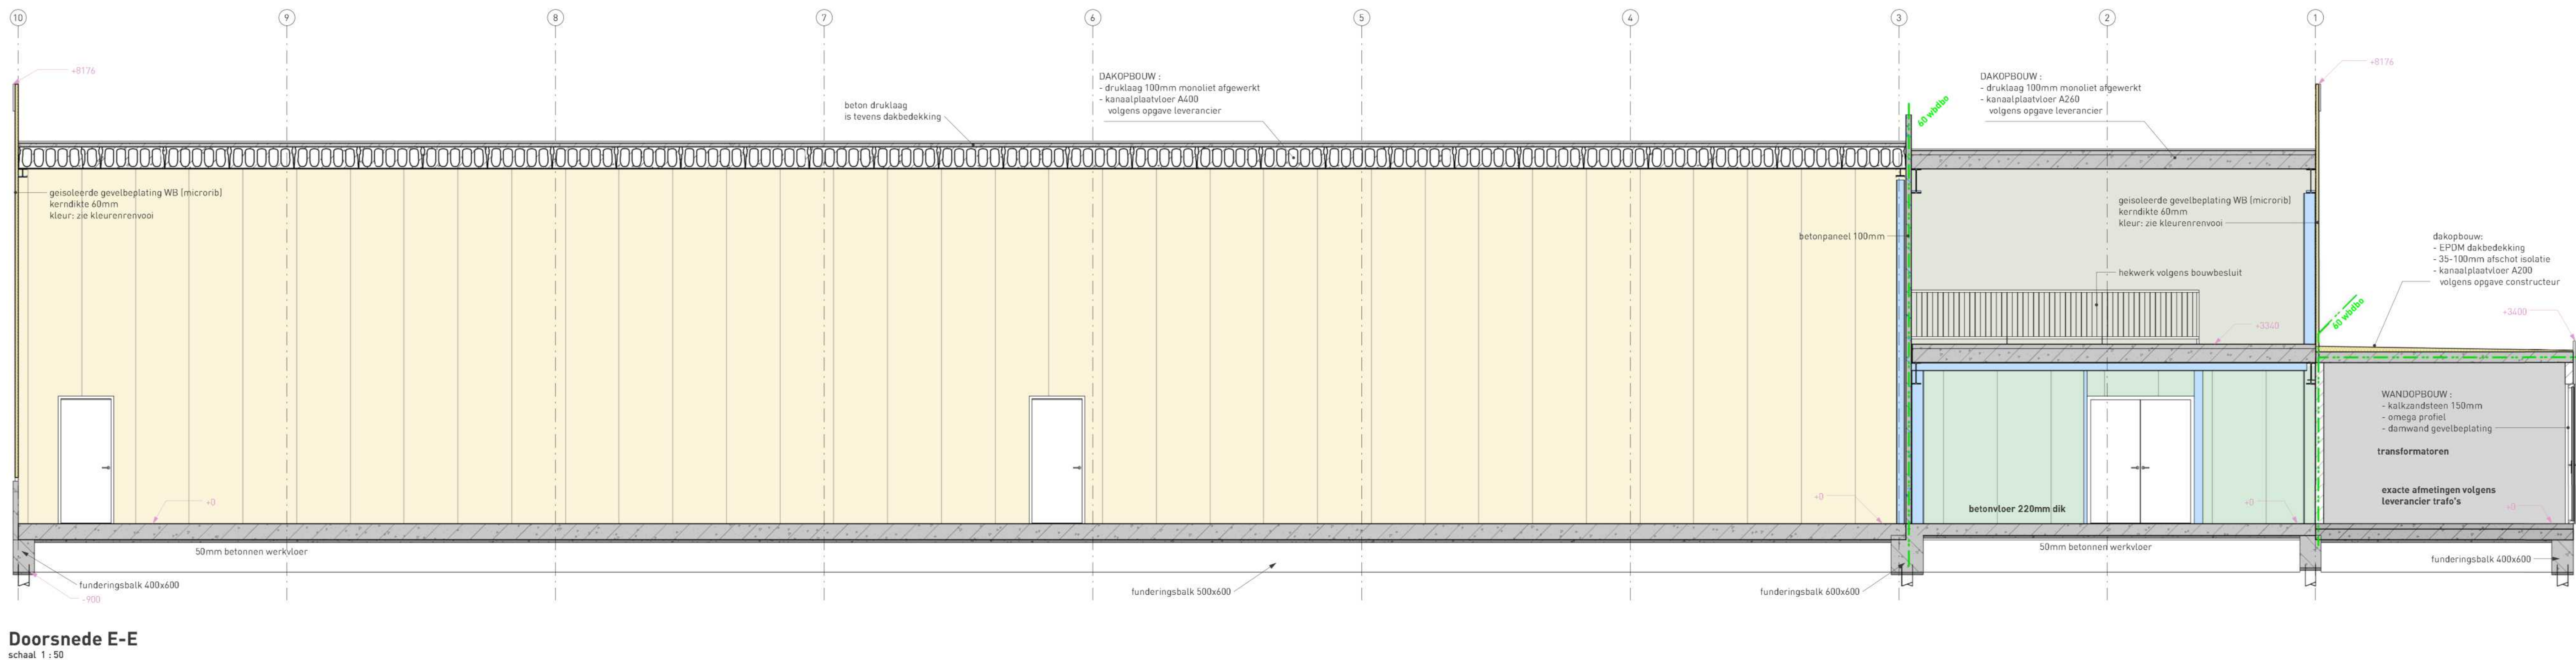 10
9
8
7
6
5
4
3
2
1
+8176
+8176
DAKOPBOUW :
- druklaag 100mm monoliet afgewerkt
- kanaalplaatvloer A400
volgens opgave leverancier
DAKOPBOUW :
- druklaag 100mm monoliet afgewerkt
- kanaalplaatvloer A260
volgens opgave leverancier
beton druklaag
is tevens dakbedekking
60 wbdbo
geisoleerde gevelbeplating WB [microrib]
kerndikte 60mm
kleur: zie kleurenrenvooi
geisoleerde gevelbeplating WB [microrib]
kerndikte 60mm
kleur: zie kleurenrenvooi
betonpaneel 100mm
dakopbouw:
- EPDM dakbedekking
- 35-100mm afschot isolatie
- kanaalplaatvloer A200
volgens opgave constructeur
hekwerk volgens bouwbesluit
60 wbdbo
+3400
+3340
WANDOPBOUW :
- kalkzandsteen 150mm
- omega profiel
- damwand gevelbeplating
transformatoren
exacte afmetingen volgens
leverancier trafo's
+0
+0
+0
+0
betonvloer 220mm dik
50mm betonnen werkvloer
50mm betonnen werkvloer
funderingsbalk 400x600
funderingsbalk 400x600
funderingsbalk 500x600
funderingsbalk 600x600
-900
Doorsnede E-E
schaal 1 : 50